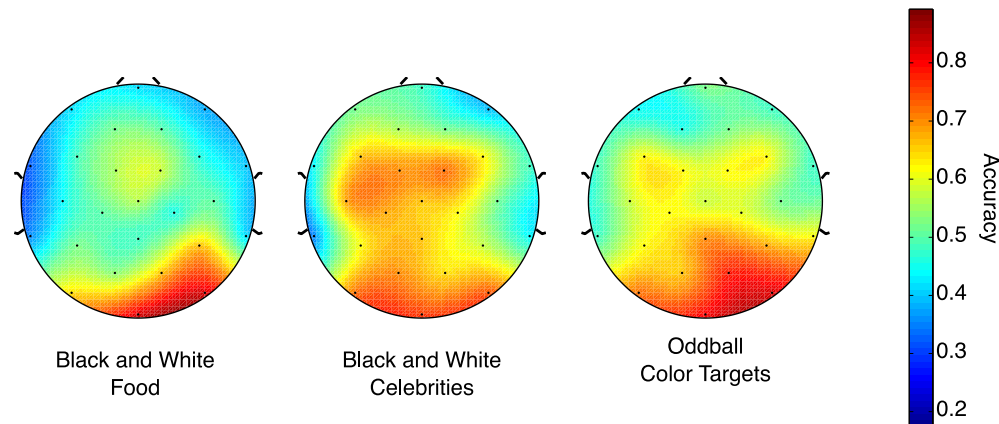 Black and White
Food
Black and White
Celebrities
Oddball
Color Targets
0.8
0.7
0.6
0.5
0.4
0.3
0.2
Accuracy